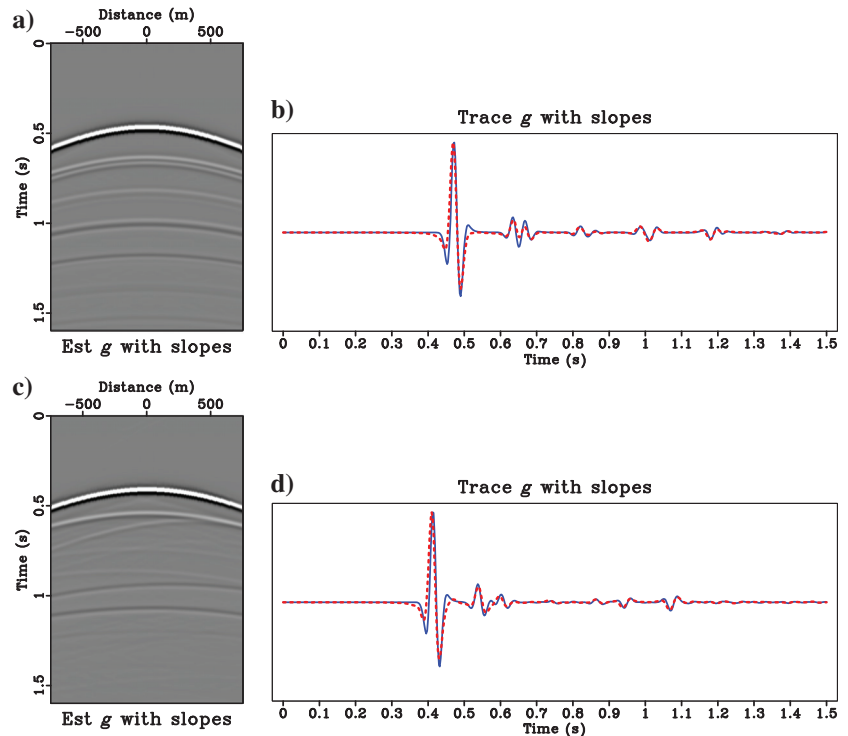 a)
Distance (m)
−500 0 500
Time (s)
0
0.5
1
1.5
Est g with slopes
b)
Trace g with slopes
0 0.1 0.2 0.3 0.4 0.5 0.6 0.7 0.8 0.9 1 1.1 1.2 1.3 1.4 1.5
Time (s)
c)
Distance (m)
−500 0 500
Time (s)
0
0.5
1
1.5
Est g with slopes
d)
Trace g with slopes
0 0.1 0.2 0.3 0.4 0.5 0.6 0.7 0.8 0.9 1 1.1 1.2 1.3 1.4 1.5
Time (s)